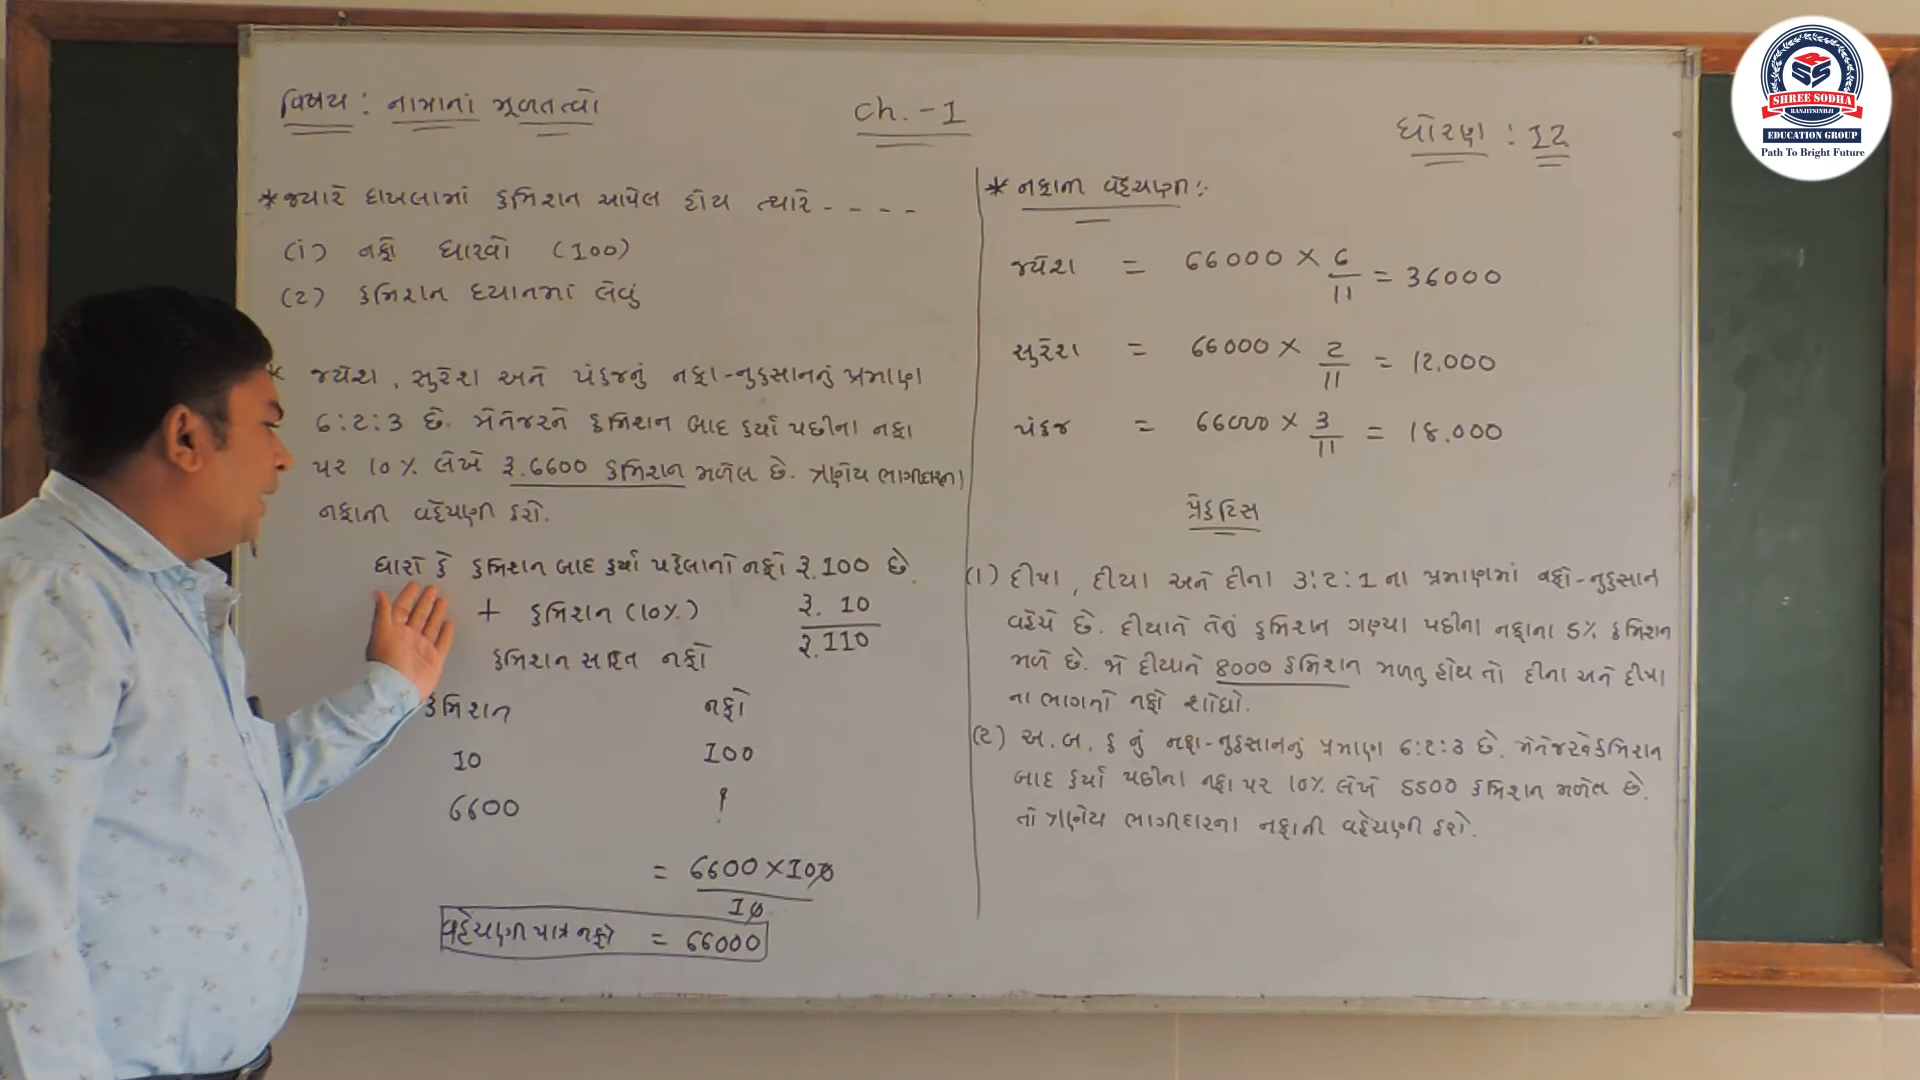 વિષય : નામાનાં મૂળતત્વો
Ch. - 1
ધોરણ : 12
* જ્યારે દાખલામાં કમિશન આપેલ હોય ત્યારે - - - -
(1) નફો ધારવો (100)
(2) કમિશન ધ્યાનમાં લેવું
* જયેશ, સુરેશ અને પંકજનું નફા-નુકસાનનું પ્રમાણ
6:2:3 છે. મેનેજરને કમિશન બાદ કર્યા પછીના નફા
પર 10% લેખે રૂ.6600 કમિશન મળેલ છે. ત્રણેય ભાગીદારના
નફાની વહેંચણી કરો.
ધારો કે કમિશન બાદ કર્યા પહેલાનો નફો રૂ.100 છે.
+ કમિશન (10%) રૂ. 10
કમિશન સહિત નફો રૂ.110
કમિશન નફો
10 100
6600 ?
= 6600 × 100
10
વહેંચણી પાત્ર નફો = 66000
* નફાની વહેંચણી :-
જયેશ = 66000 × 6/11 = 36000
સુરેશ = 66000 × 2/11 = 12,000
પંકજ = 66000 × 3/11 = 18,000
પ્રેક્ટિસ
(1) દીપા, દીયા અને દીના 3:2:1 ના પ્રમાણમાં નફો-નુકસાન
વહેંચે છે. દીયાને તેનું કમિશન ગણ્યા પછીના નફાના 5% કમિશન
મળે છે. જો દીયાને 8000 કમિશન મળતુ હોય તો દીના અને દીપા
ના ભાગનો નફો શોધો.
(2) અ, બ, ક નું નફા-નુકસાનનું પ્રમાણ 6:2:3 છે. મેનેજરને કમિશન
બાદ કર્યા પછીના નફા પર 10% લેખે 5500 કમિશન મળેલ છે.
તો ત્રણેય ભાગીદારના નફાની વહેંચણી કરો.
SS
SHREE SODHA
RANJITSINHJI
EDUCATION GROUP
Path To Bright Future